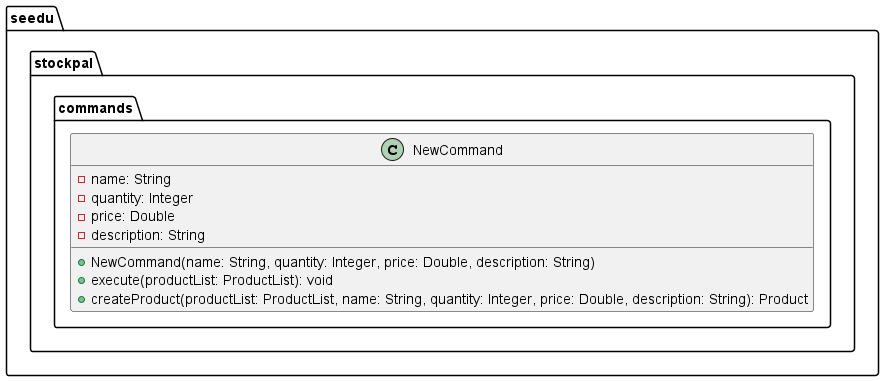 seedu
stockpal
commands
C NewCommand
name: String
quantity: Integer
price: Double
description: String
NewCommand(name: String, quantity: Integer, price: Double, description: String)
execute(productList: ProductList): void
createProduct(productList: ProductList, name: String, quantity: Integer, price: Double, description: String): Product